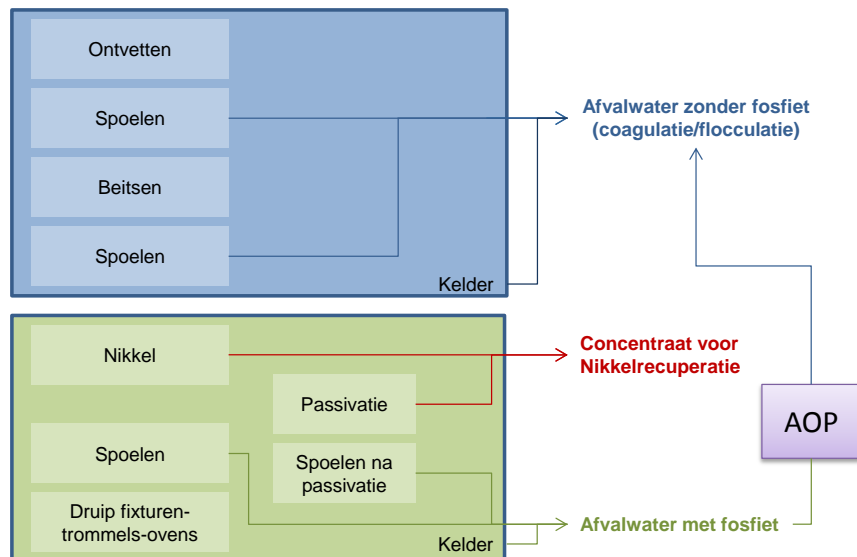 Ontvetten
Spoelen
Beitsen
Spoelen
Kelder
Afvalwater zonder fosfiet
(coagulatie/flocculatie)
Nikkel
Passivatie
Spoelen
Spoelen na
passivatie
Druip fixturen-
trommels-ovens
Kelder
Concentraat voor
Nikkelrecuperatie
AOP
Afvalwater met fosfiet